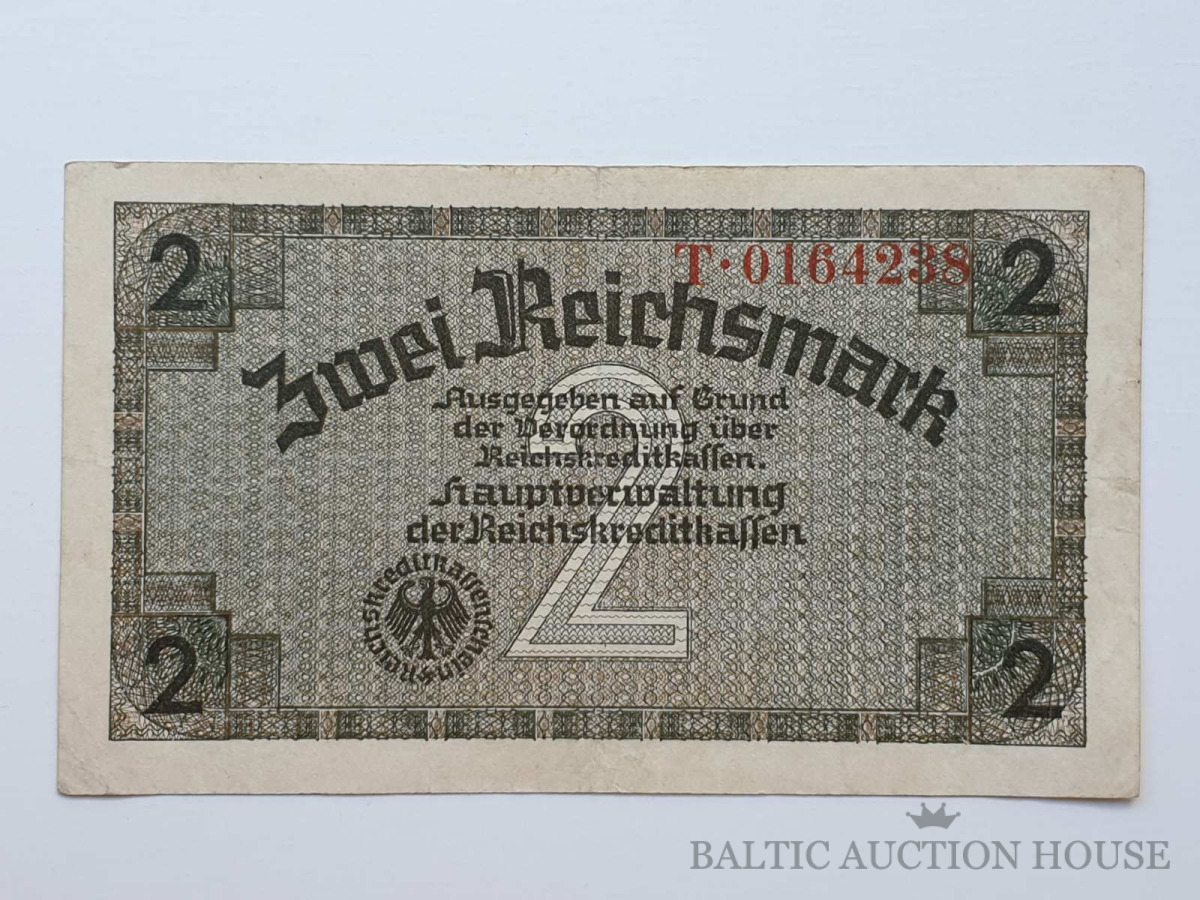 2 2
T·0164238
Zwei Reichsmark
Ausgegeben auf Grund
der Verordnung über
Reichskreditkassen.
Hauptverwaltung
der Reichskreditkassen
2
Reichskreditkassenschein
2 2
BALTIC AUCTION HOUSE